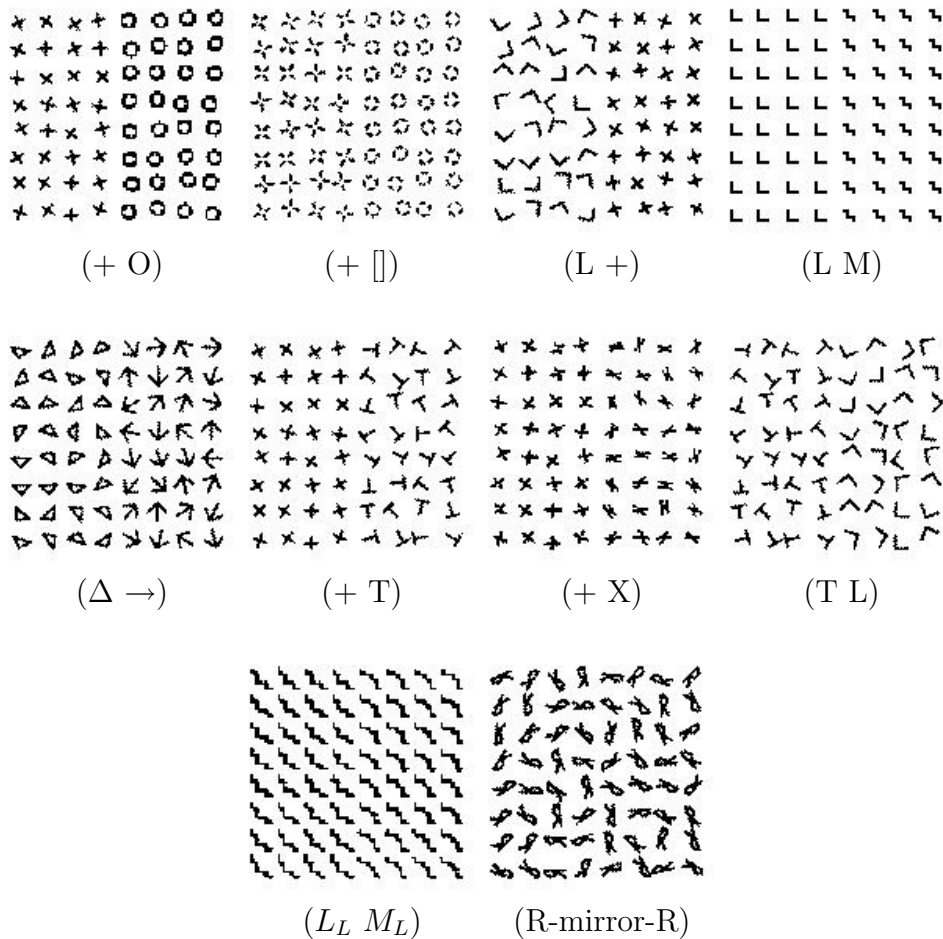 (+ O) (+ []) (L +) (L M)
(Δ →) (+ T) (+ X) (T L)
(L_L M_L) (R-mirror-R)